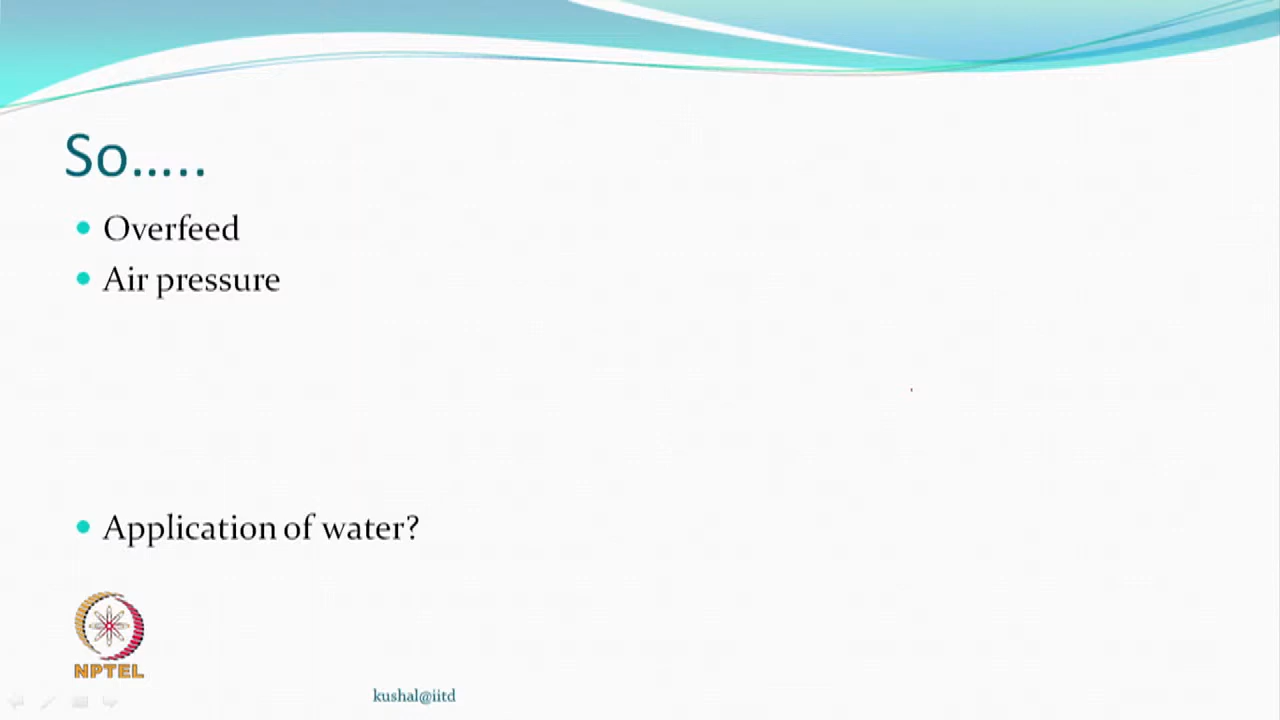 So.....
Overfeed
Air pressure
Application of water?
NPTEL
kushal@iitd